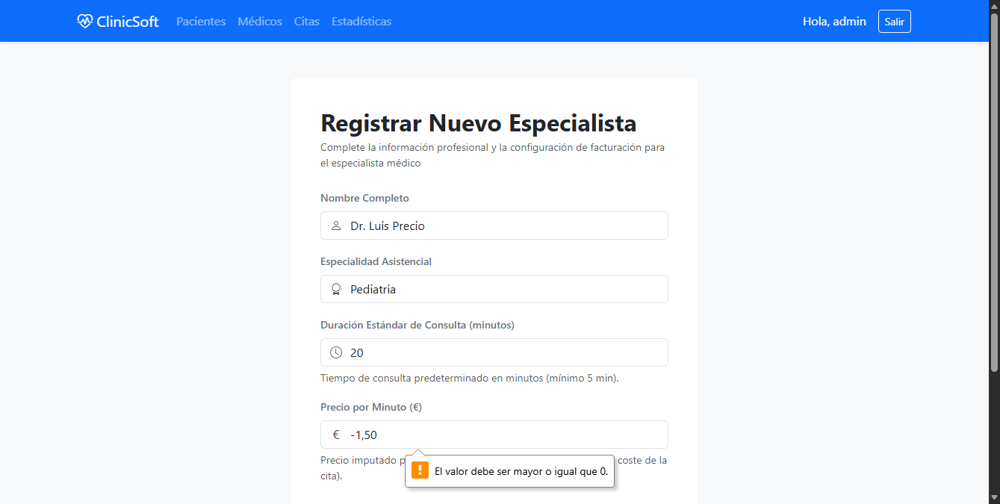 ClinicSoft Pacientes Médicos Citas Estadísticas Hola, admin Salir
Registrar Nuevo Especialista
Complete la información profesional y la configuración de facturación para
el especialista médico
Nombre Completo
Dr. Luis Precio
Especialidad Asistencial
Pediatria
Duración Estándar de Consulta (minutos)
20
Tiempo de consulta predeterminado en minutos (mínimo 5 min).
Precio por Minuto (€)
€ -1,50
Precio imputado coste de la
cita).
El valor debe ser mayor o igual que 0.